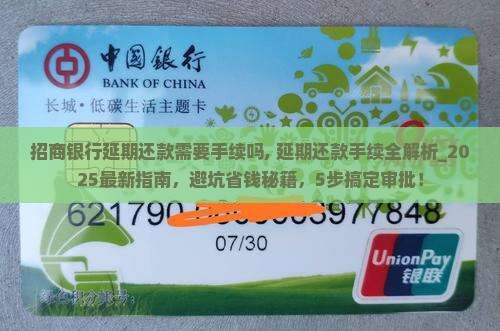 中国银行
BANK OF CHINA
长城·低碳生活主题卡
招商银行延期还款需要手续吗, 延期还款手续全解析_20
25最新指南，避坑省钱秘籍，5步搞定审批！
621790 977848
07/30
UnionPay
银联